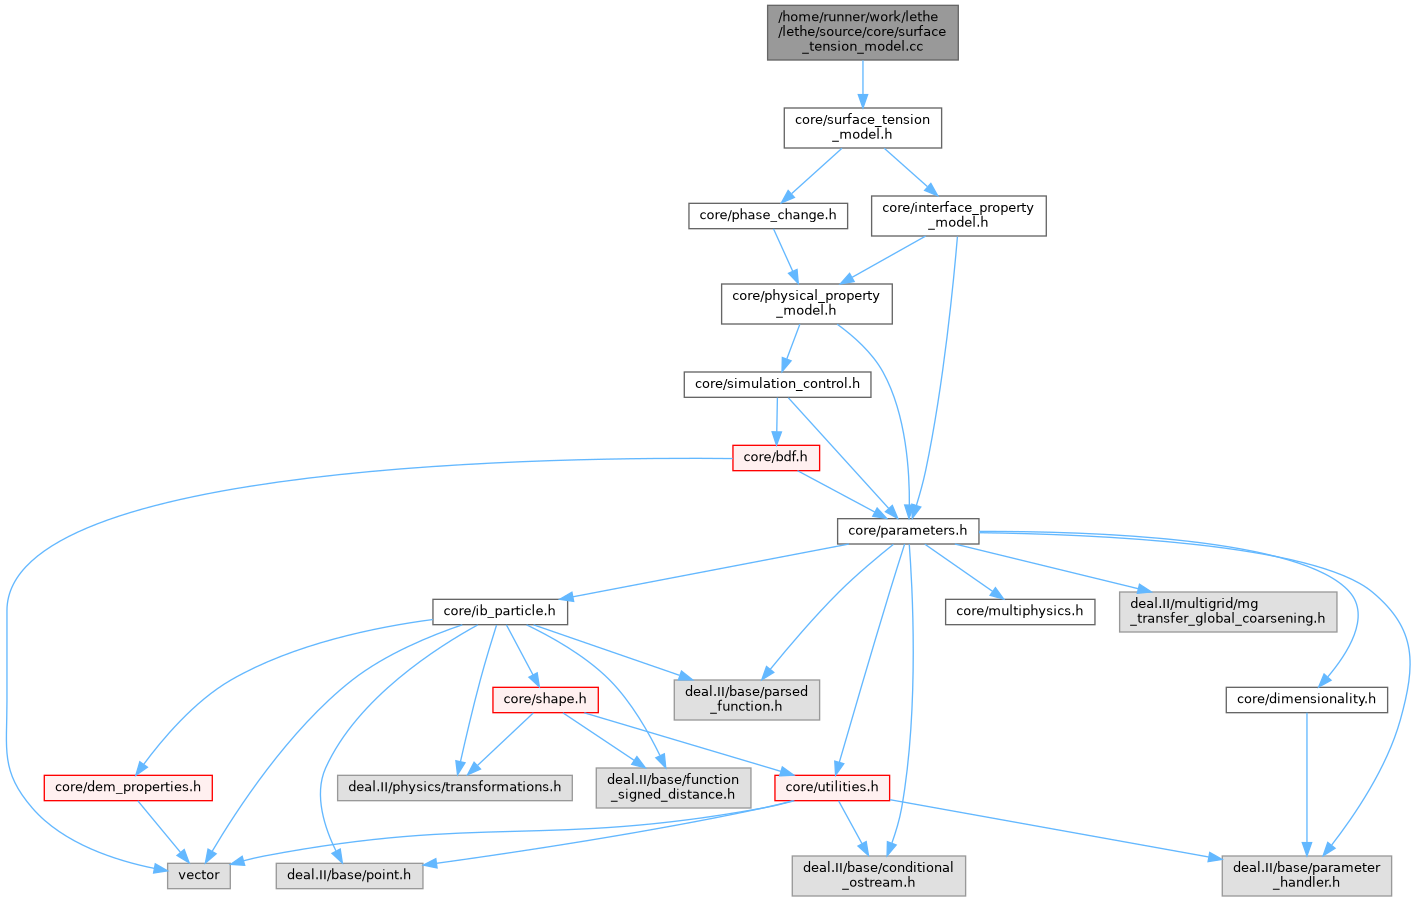 /home/runner/work/lethe
/lethe/source/core/surface
_tension_model.cc
core/surface_tension
_model.h
core/phase_change.h
core/interface_property
_model.h
core/physical_property
_model.h
core/simulation_control.h
core/bdf.h
core/parameters.h
core/ib_particle.h
core/multiphysics.h
deal.II/multigrid/mg
_transfer_global_coarsening.h
core/shape.h
deal.II/base/parsed
_function.h
core/dimensionality.h
core/dem_properties.h
deal.II/physics/transformations.h
deal.II/base/function
_signed_distance.h
core/utilities.h
vector
deal.II/base/point.h
deal.II/base/conditional
_ostream.h
deal.II/base/parameter
_handler.h